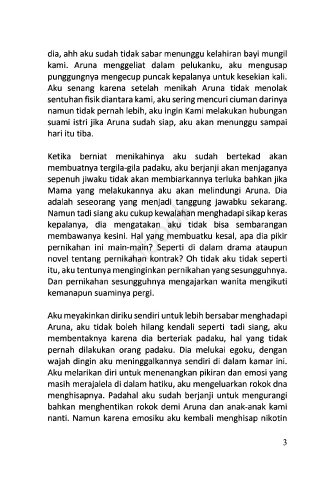 dia, ahh aku sudah tidak sabar menunggu kelahiran bayi mungil
kami. Aruna menggeliat dalam pelukanku, aku mengusap
punggungnya mengecup puncak kepalanya untuk kesekian kali.
Aku senang karena setelah menikah Aruna tidak menolak
sentuhan fisik diantara kami, aku sering mencuri ciuman darinya
namun tidak pernah lebih, aku ingin Kami melakukan hubungan
suami istri jika Aruna sudah siap, aku akan menunggu sampai
hari itu tiba.
Ketika berniat menikahinya aku sudah bertekad akan
membuatnya tergila-gila padaku, aku berjanji akan menjaganya
sepenuh jiwaku tidak akan membiarkannya terluka bahkan jika
Mama yang melakukannya aku akan melindungi Aruna. Dia
adalah seseorang yang menjadi tanggung jawabku sekarang.
Namun tadi siang aku cukup kewalahan menghadapi sikap keras
kepalanya, dia mengatakan aku tidak bisa sembarangan
membawanya kesini. Hal yang membuatku kesal, apa dia pikir
pernikahan ini main-main? Seperti di dalam drama ataupun
novel tentang pernikahan kontrak? Oh tidak aku tidak seperti
itu, aku tentunya menginginkan pernikahan yang sesungguhnya.
Dan pernikahan sesungguhnya mengajarkan wanita mengikuti
kemanapun suaminya pergi.
Aku meyakinkan diriku sendiri untuk lebih bersabar menghadapi
Aruna, aku tidak boleh hilang kendali seperti tadi siang, aku
membentaknya karena dia berteriak padaku, hal yang tidak
pernah dilakukan orang padaku. Dia melukai egoku, dengan
wajah dingin aku meninggalkannya sendiri di dalam kamar ini.
Aku melarikan diri untuk menenangkan pikiran dan emosi yang
masih merajalela di dalam hatiku, aku mengeluarkan rokok dna
menghisapnya. Padahal aku sudah berjanji untuk mengurangi
bahkan menghentikan rokok demi Aruna dan anak-anak kami
nanti. Namun karena emosiku aku kembali menghisap nikotin
3